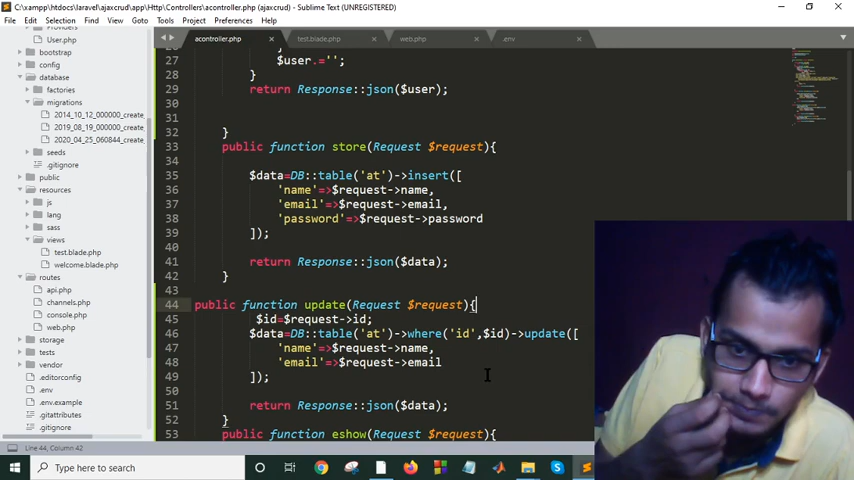 C:\xampp\htdocs\laravel\ajaxcrud\app\Http\Controllers\acontroller.php (ajaxcrud) - Sublime Text (UNREGISTERED)
File Edit Selection Find View Goto Tools Project Preferences Help
acontroller.php test.blade.php web.php .env
User.php
bootstrap
config
database
factories
migrations
2014_10_12_000000_create_
2019_08_19_000000_create_
2020_04_25_060844_create_
seeds
.gitignore
public
resources
js
lang
sass
views
test.blade.php
welcome.blade.php
routes
api.php
channels.php
console.php
web.php
storage
tests
vendor
.editorconfig
.env
.env.example
.gitattributes
.gitignore
27 $user.='';
28 }
29 return Response::json($user);
30
31
32 }
33 public function store(Request $request){
34
35 $data=DB::table('at')->insert([
36 'name'=>$request->name,
37 'email'=>$request->email,
38 'password'=>$request->password
39 ]);
40
41 return Response::json($data);
42 }
43
44 public function update(Request $request){
45 $id=$request->id;
46 $data=DB::table('at')->where('id',$id)->update([
47 'name'=>$request->name,
48 'email'=>$request->email
49 ]);
50
51 return Response::json($data);
52 }
53 public function eshow(Request $request){
Line 44, Column 42
Type here to search